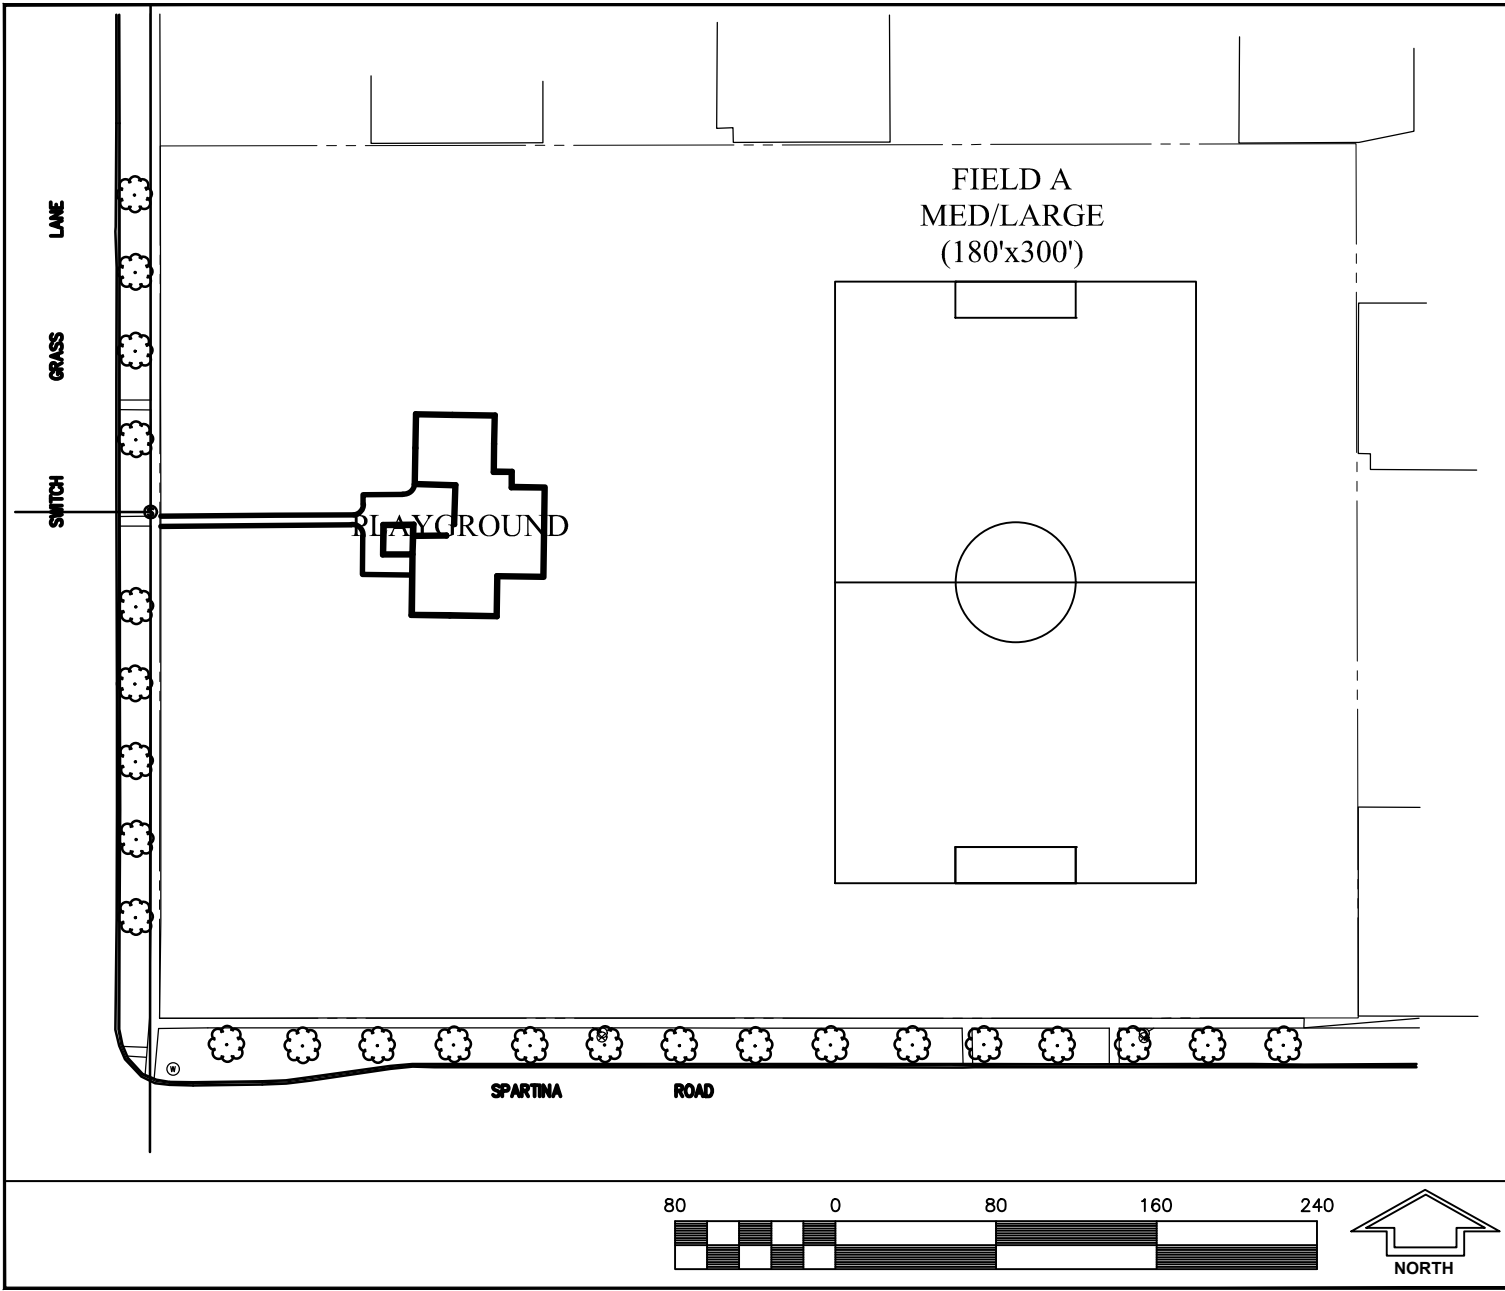 FIELD A
MED/LARGE
(180'x300')
SWITCH GRASS LANE
PLAYGROUND
S
W
SPARTINA ROAD
80 0 80 160 240
NORTH